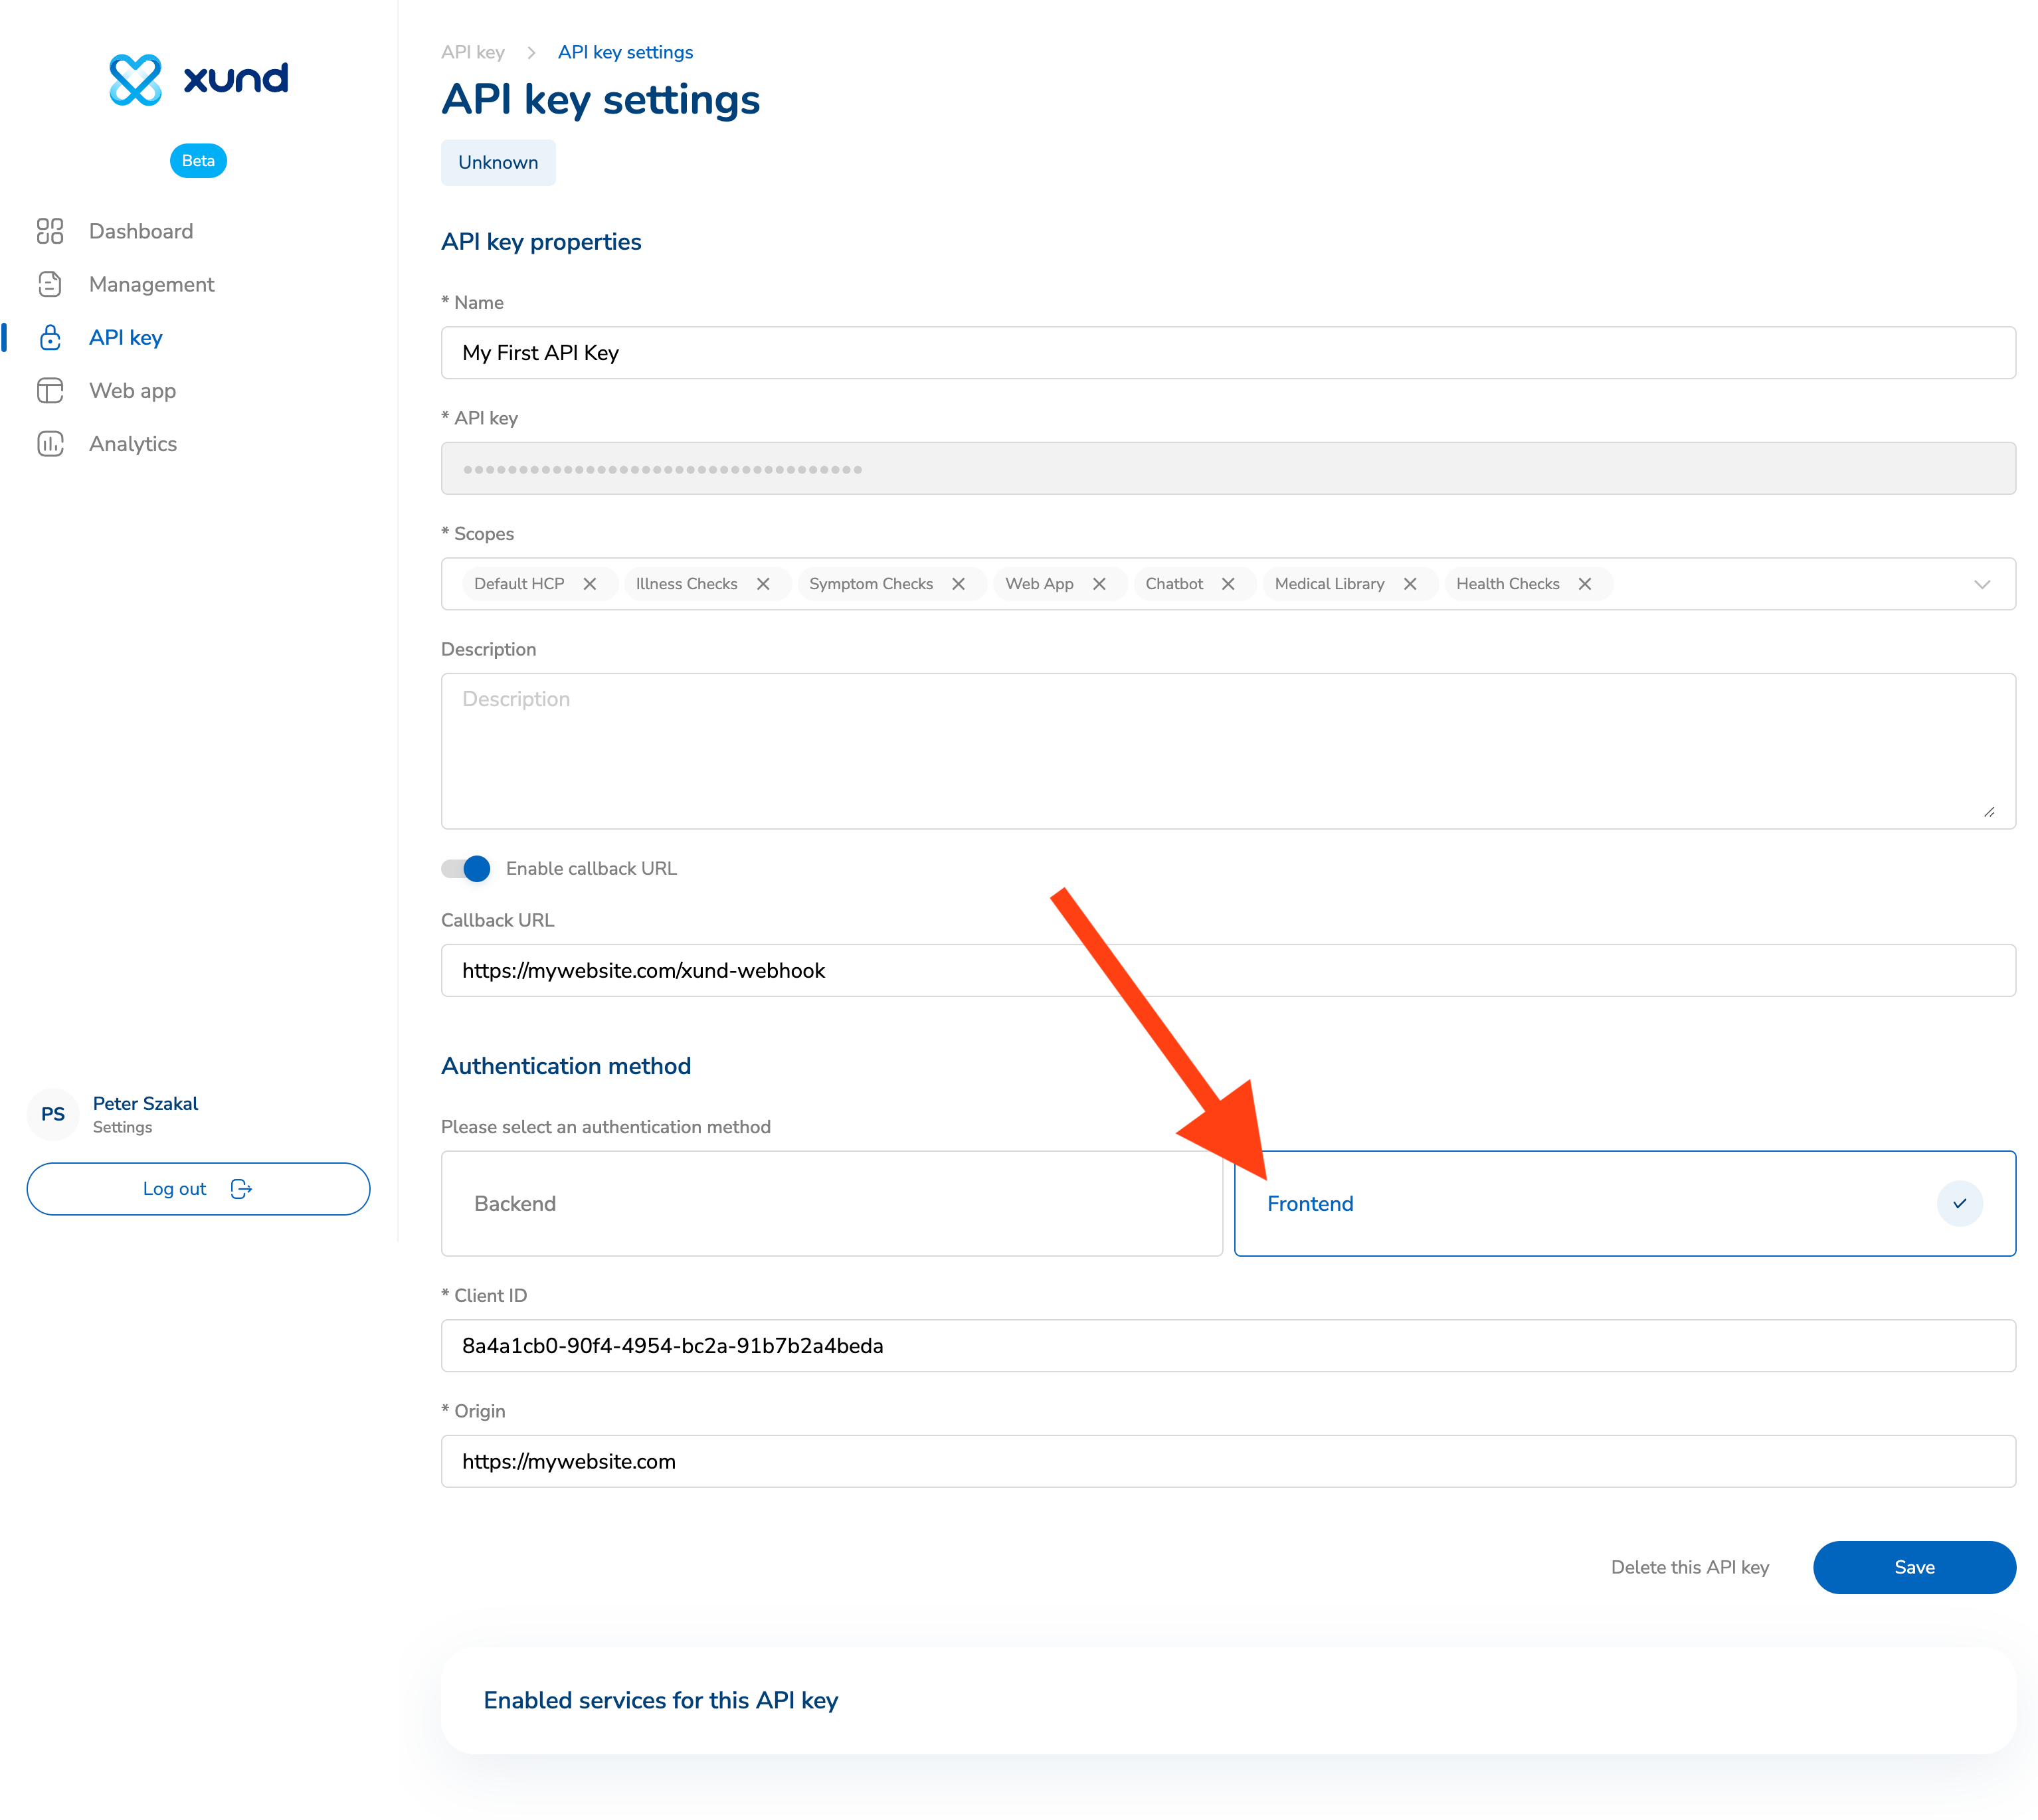 xund
Beta
Dashboard
Management
API key
Web app
Analytics
PS
Peter Szakal
Settings
Log out
API key > API key settings
API key settings
Unknown
API key properties
* Name
My First API Key
* API key
••••••••••••••••••••••••••••••••••••
* Scopes
Default HCP Illness Checks Symptom Checks Web App Chatbot Medical Library Health Checks
Description
Description
Enable callback URL
Callback URL
https://mywebsite.com/xund-webhook
Authentication method
Please select an authentication method
Backend Frontend
* Client ID
8a4a1cb0-90f4-4954-bc2a-91b7b2a4beda
* Origin
https://mywebsite.com
Delete this API key Save
Enabled services for this API key